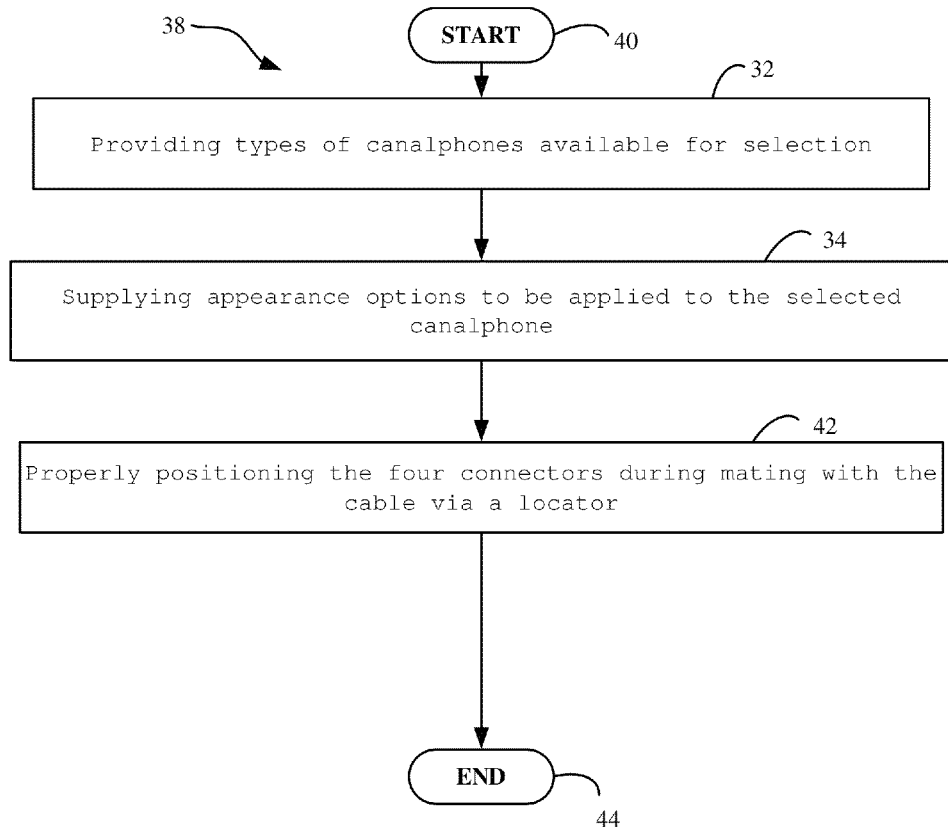 38
START
40
32
Providing types of canalphones available for selection
34
Supplying appearance options to be applied to the selected
canalphone
42
Properly positioning the four connectors during mating with the
cable via a locator
END
44